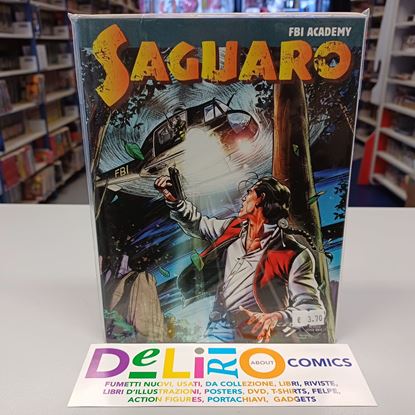 FBI ACADEMY
SAGUARO
FBI
€ 3.70
DeLiRiO ABOUT COMICS
FUMETTI NUOVI, USATI, DA COLLEZIONE, LIBRI, RIVISTE,
LIBRI D'ILLUSTRAZIONI, POSTERS, DVD, T-SHIRTS, FELPE,
ACTION FIGURES, PORTACHIAVI, GADGETS